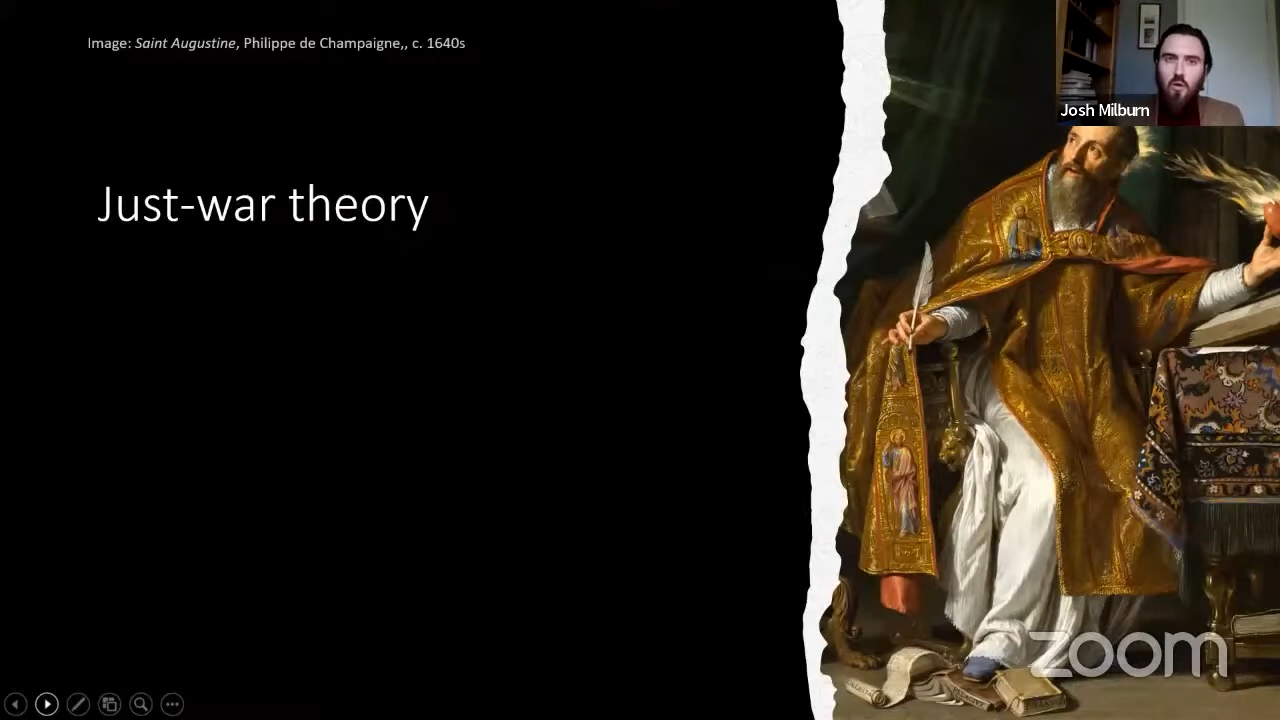 Image: Saint Augustine, Philippe de Champaigne,, c. 1640s
Josh Milburn
Just-war theory
zoom